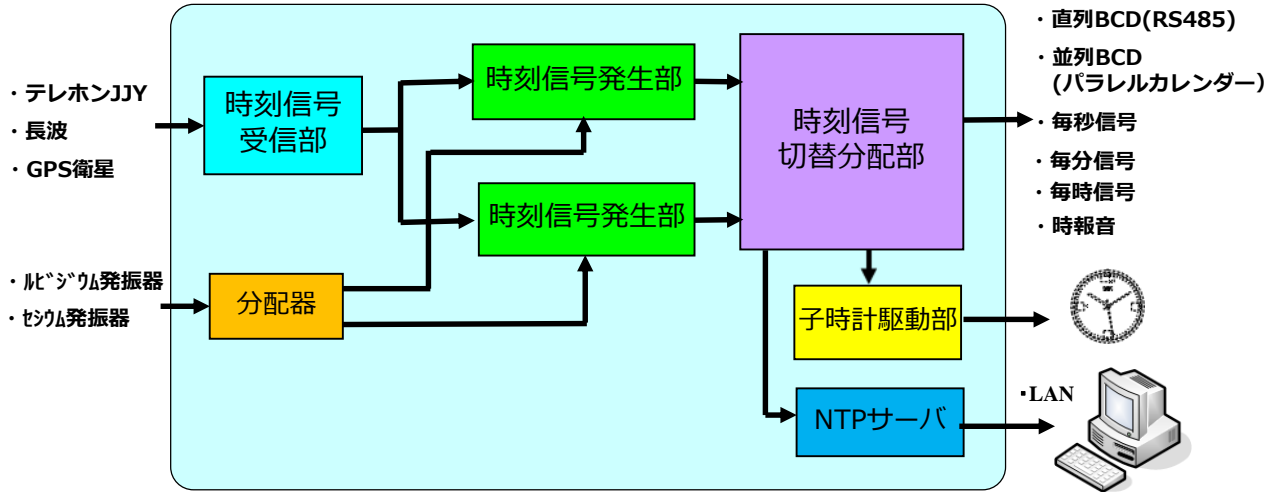 ・テレホンJJY
・長波
・GPS衛星
・ﾙﾋﾞｼﾞｳﾑ発振器
・ｾｼｳﾑ発振器
時刻信号
受信部
分配器
時刻信号発生部
時刻信号発生部
時刻信号
切替分配部
子時計駆動部
NTPサーバ
・直列BCD(RS485)
・並列BCD
(パラレルカレンダー）
・毎秒信号
・毎分信号
・毎時信号
・時報音
・LAN